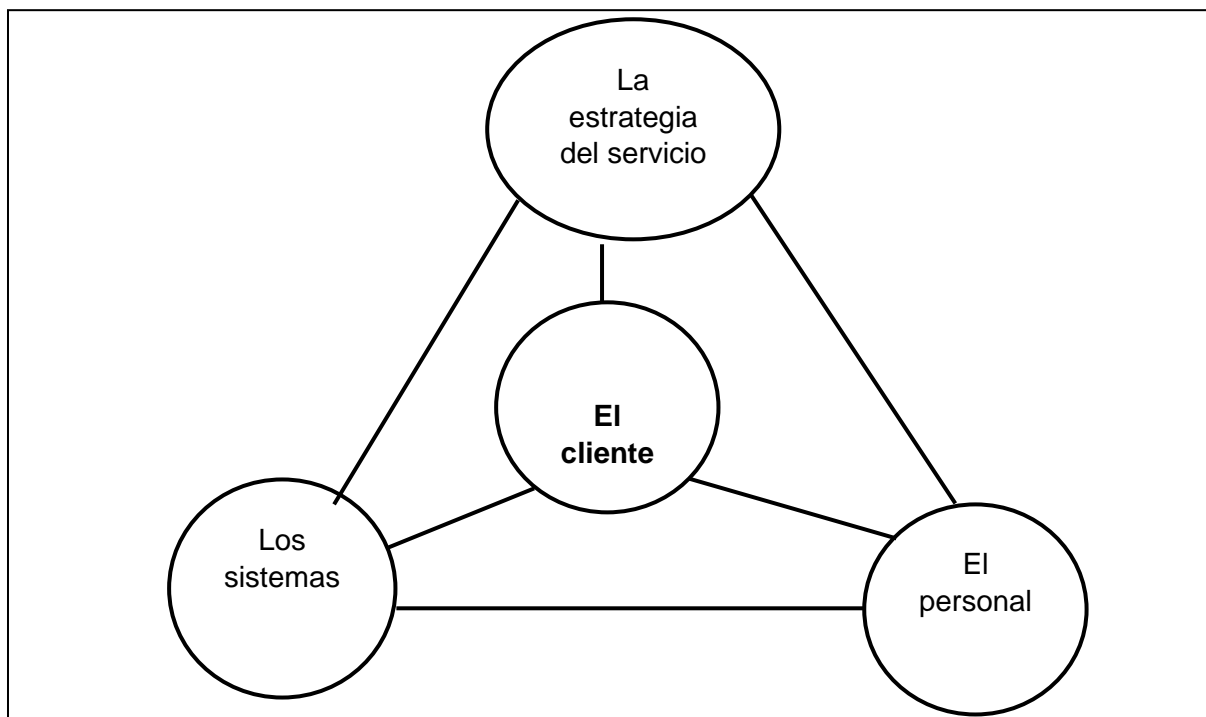 La
estrategia
del servicio
El
cliente
Los
sistemas
El
personal